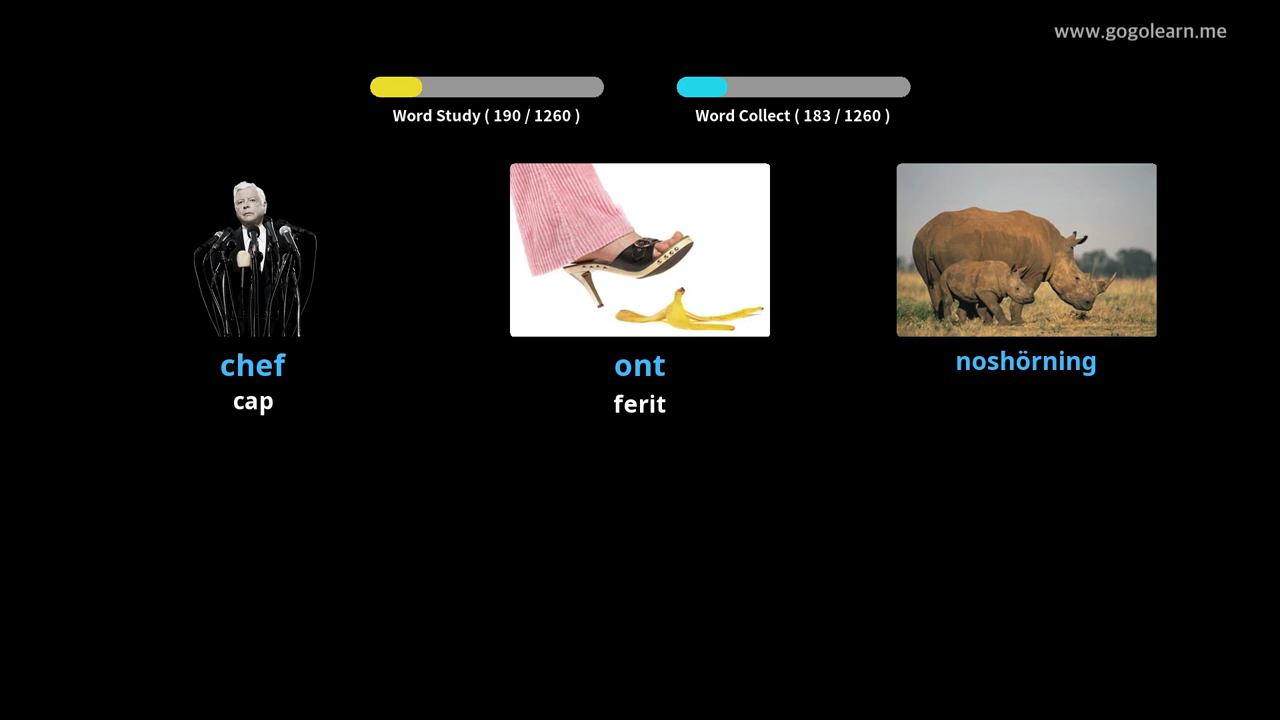 www.gogolearn.me
Word Study ( 190 / 1260 )
Word Collect ( 183 / 1260 )
chef
cap
ont
ferit
noshörning